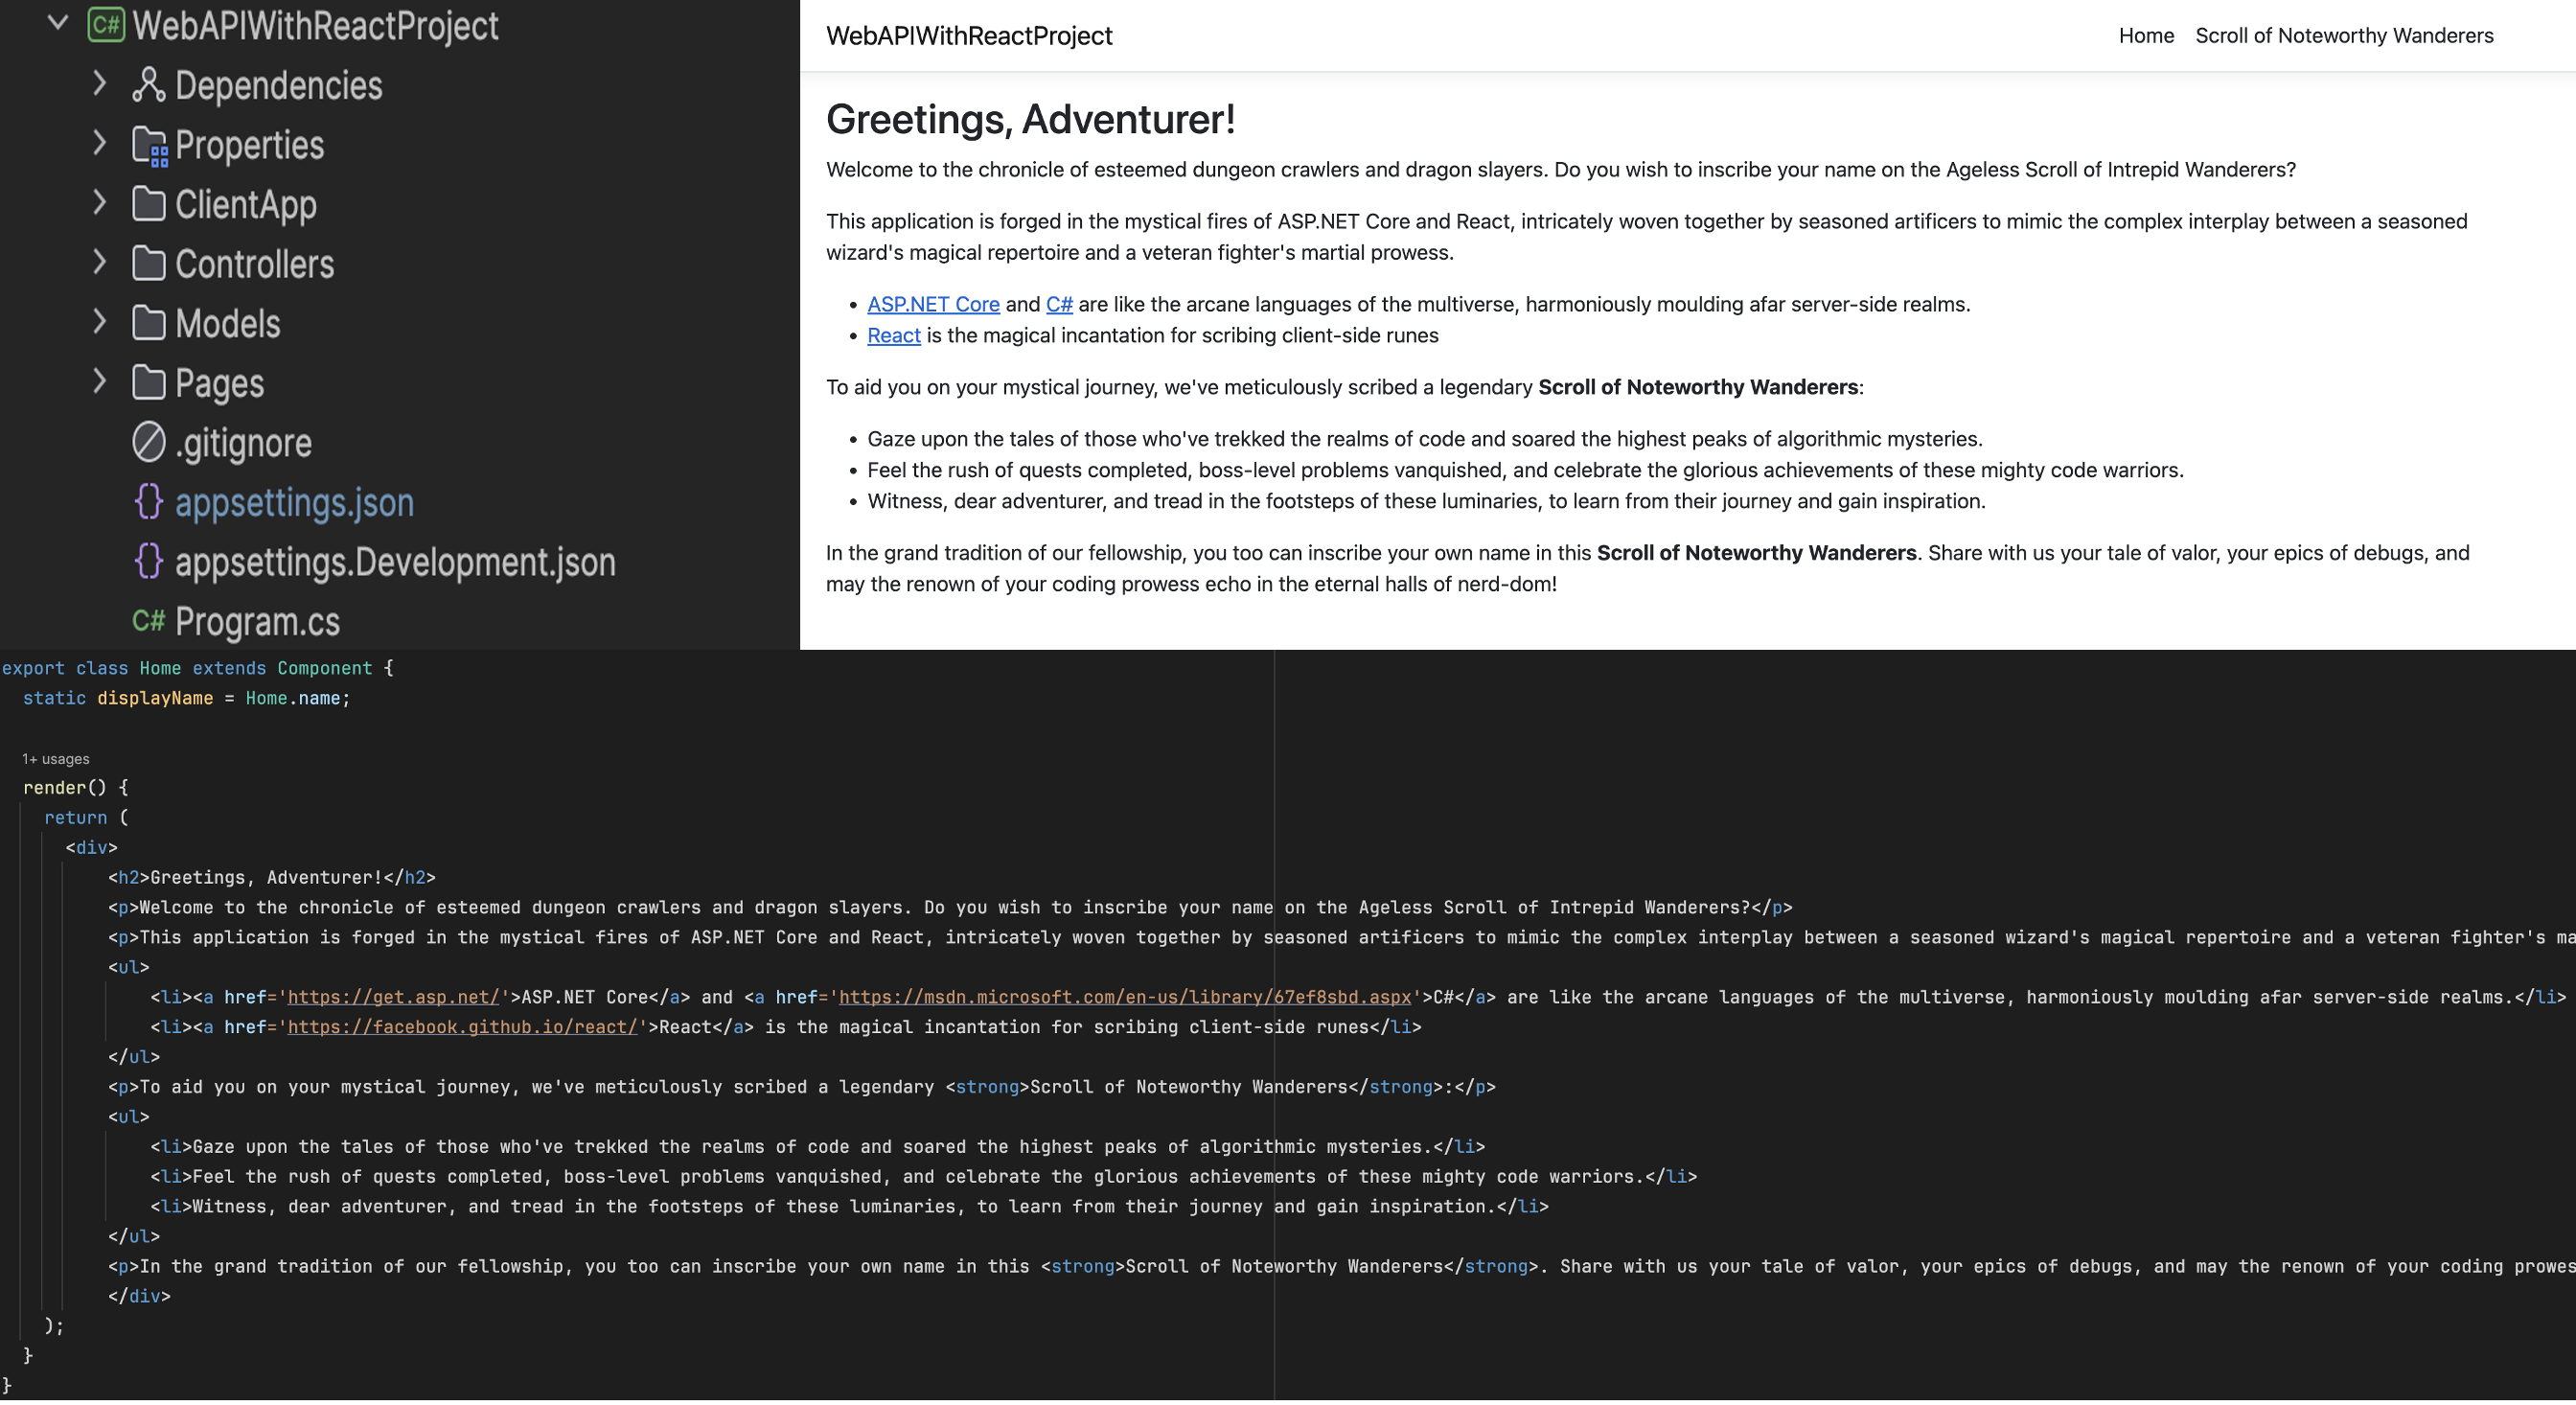 WebAPIWithReactProject
Dependencies
Properties
ClientApp
Controllers
Models
Pages
.gitignore
appsettings.json
appsettings.Development.json
C# Program.cs
WebAPIWithReactProject
Home Scroll of Noteworthy Wanderers
Greetings, Adventurer!
Welcome to the chronicle of esteemed dungeon crawlers and dragon slayers. Do you wish to inscribe your name on the Ageless Scroll of Intrepid Wanderers?
This application is forged in the mystical fires of ASP.NET Core and React, intricately woven together by seasoned artificers to mimic the complex interplay between a seasoned
wizard's magical repertoire and a veteran fighter's martial prowess.
• ASP.NET Core and C# are like the arcane languages of the multiverse, harmoniously moulding afar server-side realms.
• React is the magical incantation for scribing client-side runes
To aid you on your mystical journey, we've meticulously scribed a legendary Scroll of Noteworthy Wanderers:
• Gaze upon the tales of those who've trekked the realms of code and soared the highest peaks of algorithmic mysteries.
• Feel the rush of quests completed, boss-level problems vanquished, and celebrate the glorious achievements of these mighty code warriors.
• Witness, dear adventurer, and tread in the footsteps of these luminaries, to learn from their journey and gain inspiration.
In the grand tradition of our fellowship, you too can inscribe your own name in this Scroll of Noteworthy Wanderers. Share with us your tale of valor, your epics of debugs, and
may the renown of your coding prowess echo in the eternal halls of nerd-dom!
export class Home extends Component {
static displayName = Home.name;
1+ usages
render() {
return (
<div>
<h2>Greetings, Adventurer!</h2>
<p>Welcome to the chronicle of esteemed dungeon crawlers and dragon slayers. Do you wish to inscribe your name on the Ageless Scroll of Intrepid Wanderers?</p>
<p>This application is forged in the mystical fires of ASP.NET Core and React, intricately woven together by seasoned artificers to mimic the complex interplay between a seasoned wizard's magical repertoire and a veteran fighter's ma
<ul>
<li><a href='https://get.asp.net/'>ASP.NET Core</a> and <a href='https://msdn.microsoft.com/en-us/library/67ef8sbd.aspx'>C#</a> are like the arcane languages of the multiverse, harmoniously moulding afar server-side realms.</li>
<li><a href='https://facebook.github.io/react/'>React</a> is the magical incantation for scribing client-side runes</li>
</ul>
<p>To aid you on your mystical journey, we've meticulously scribed a legendary <strong>Scroll of Noteworthy Wanderers</strong>:</p>
<ul>
<li>Gaze upon the tales of those who've trekked the realms of code and soared the highest peaks of algorithmic mysteries.</li>
<li>Feel the rush of quests completed, boss-level problems vanquished, and celebrate the glorious achievements of these mighty code warriors.</li>
<li>Witness, dear adventurer, and tread in the footsteps of these luminaries, to learn from their journey and gain inspiration.</li>
</ul>
<p>In the grand tradition of our fellowship, you too can inscribe your own name in this <strong>Scroll of Noteworthy Wanderers</strong>. Share with us your tale of valor, your epics of debugs, and may the renown of your coding prowes
</div>
);
}
}